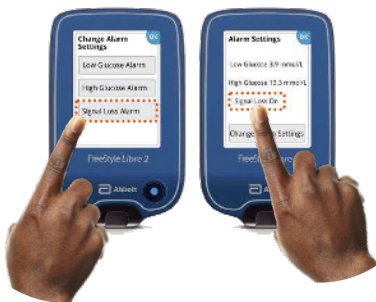 Change Alarm
Settings
OK
Low Glucose Alarm
High Glucose Alarm
Signal Loss Alarm
FreeStyle Libre 2
Abbott
Alarm Settings
OK
Low Glucose 3.9 mmol/L
High Glucose 13.3 mmol/L
Signal Loss On
Change Alarm Settings
FreeStyle